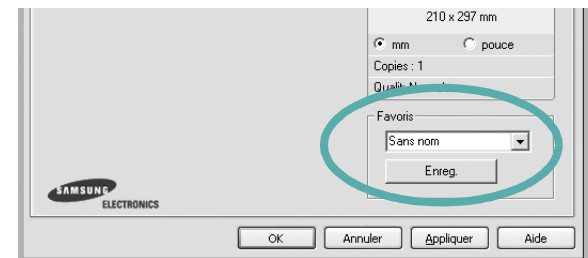 210 x 297 mm
mm pouce
Copies : 1
Favoris
Sans nom
Enreg.
SAMSUNG
ELECTRONICS
OK Annuler Appliquer Aide